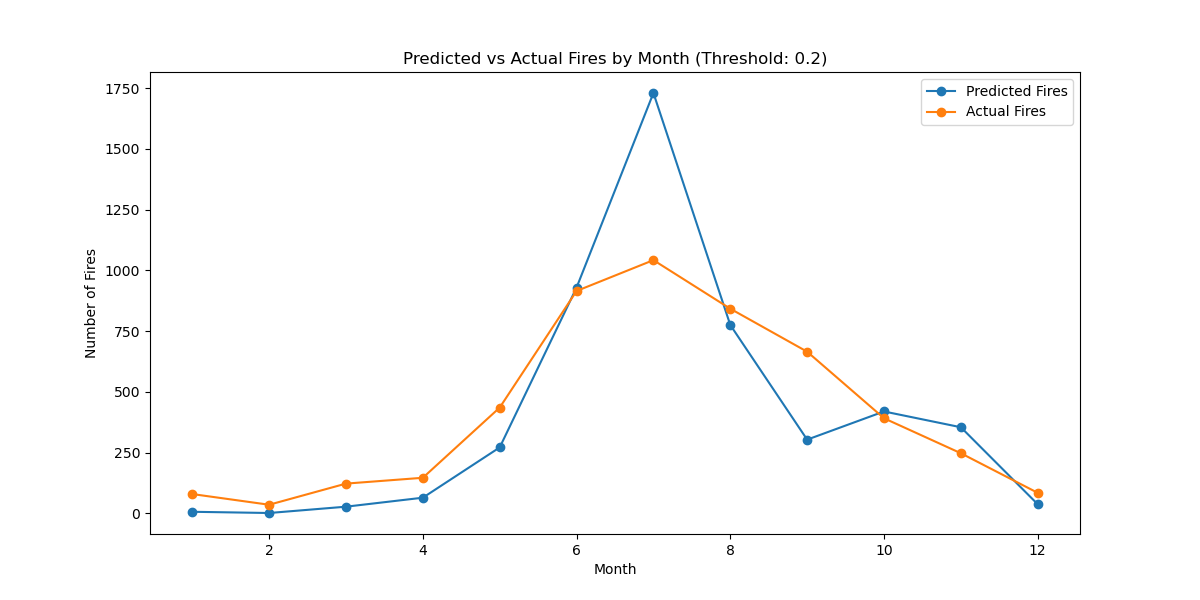 Predicted vs Actual Fires by Month (Threshold: 0.2)
Predicted Fires
Actual Fires
1750
1500
1250
1000
750
500
250
0
Number of Fires
2 4 6 8 10 12
Month